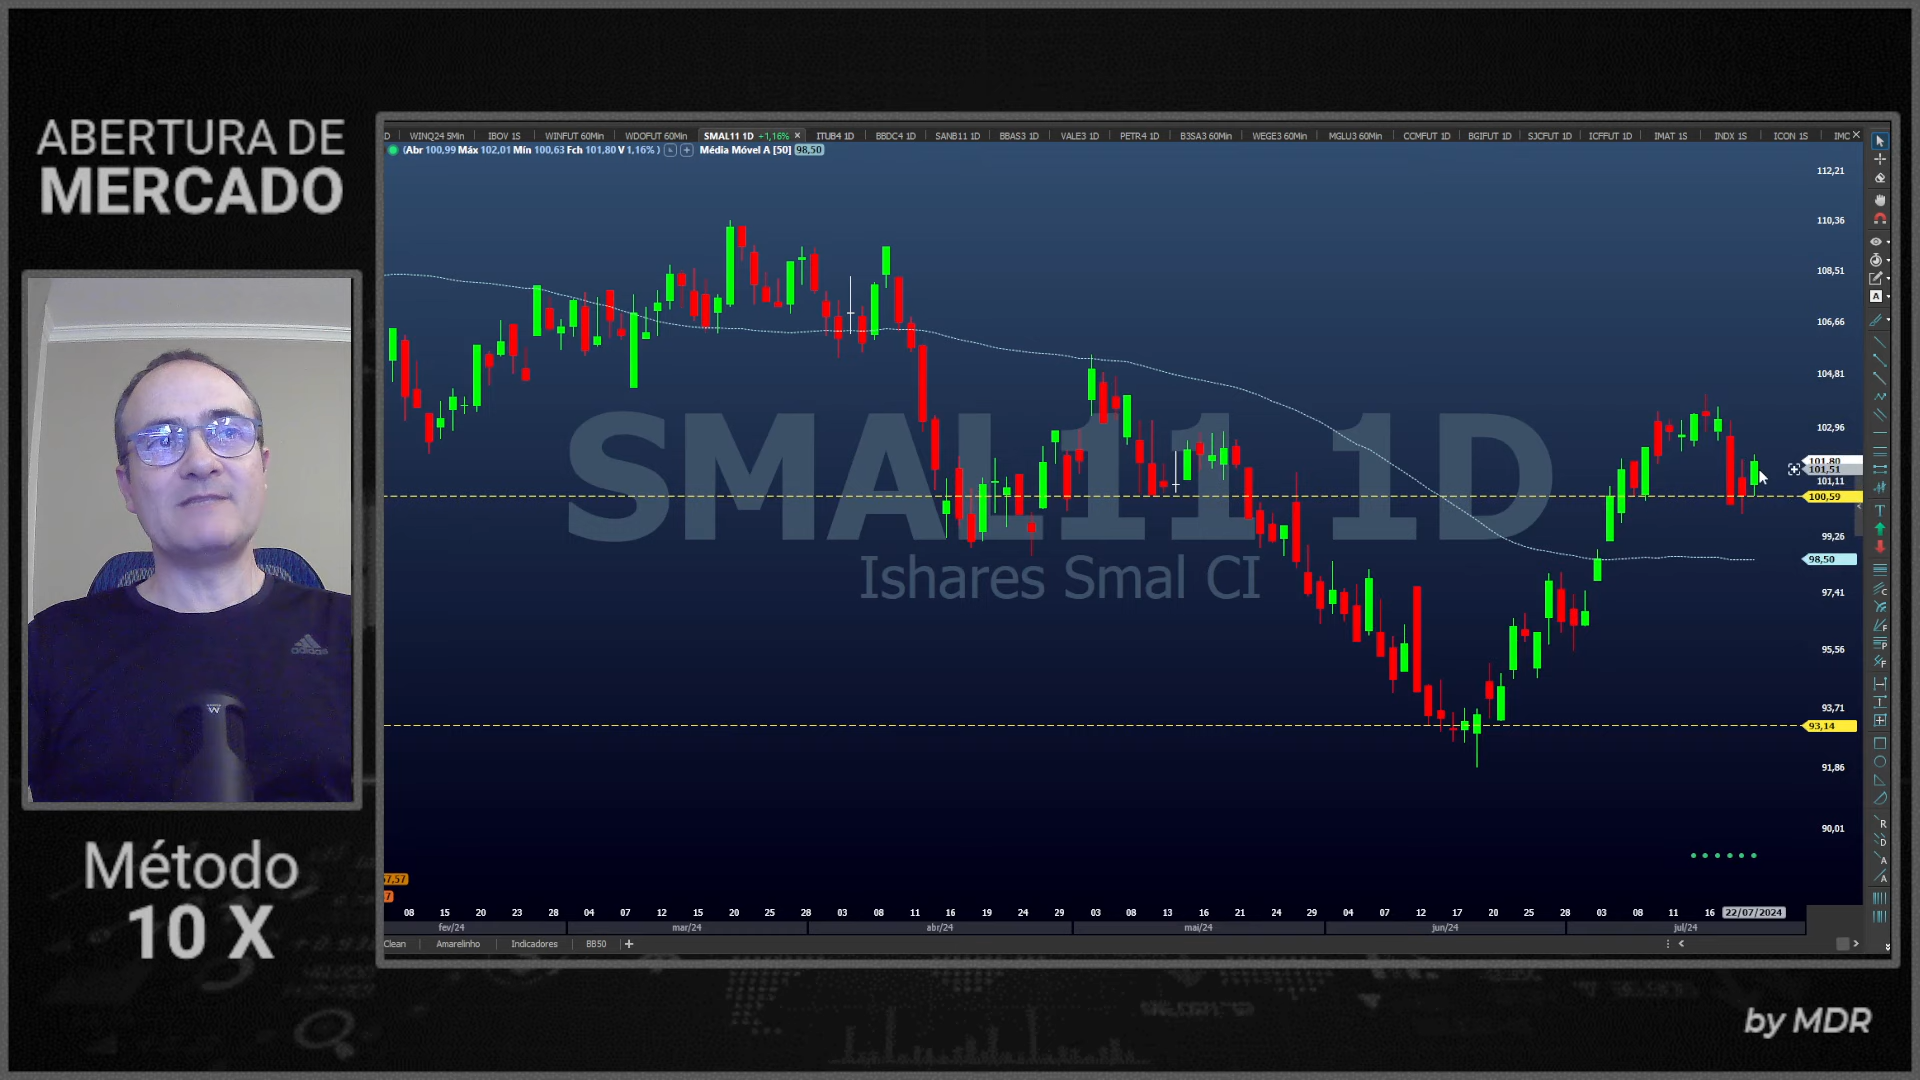 ABERTURA DE
MERCADO
Método
10 X
by MDR
adidas
D WINQ24 5Min IBOV 1S WINFUT 60Min WDOFUT 60Min SMAL11 1D +1,16% × ITUB4 1D BBDC4 1D SANB11 1D BBAS3 1D VALE3 1D PETR4 1D B3SA3 60Min WEGE3 60Min MGLU3 60Min CCMFUT 1D BGIFUT 1D SJCFUT 1D ICFFUT 1D IMAT 1S INDX 1S ICON 1S IMC
(Abr 100,99 Máx 102,01 Mín 100,63 Fch 101,80 V 1,16% ) Média Móvel A [50] 98,50
SMAL11 1D
Ishares Smal CI
112,21
110,36
108,51
106,66
104,81
102,96
101,80
101,51
101,11
100,59
99,26
98,50
97,41
95,56
93,71
93,14
91,86
90,01
57,57
7
08 15 20 23 28 04 07 12 15 20 25 28 03 08 11 16 19 24 29 03 08 13 16 21 24 29 04 07 12 17 20 25 28 03 08 11 16 22/07/2024
fev/24 mar/24 abr/24 mai/24 jun/24 jul/24
Clean Amarelinho Indicadores BB50 +